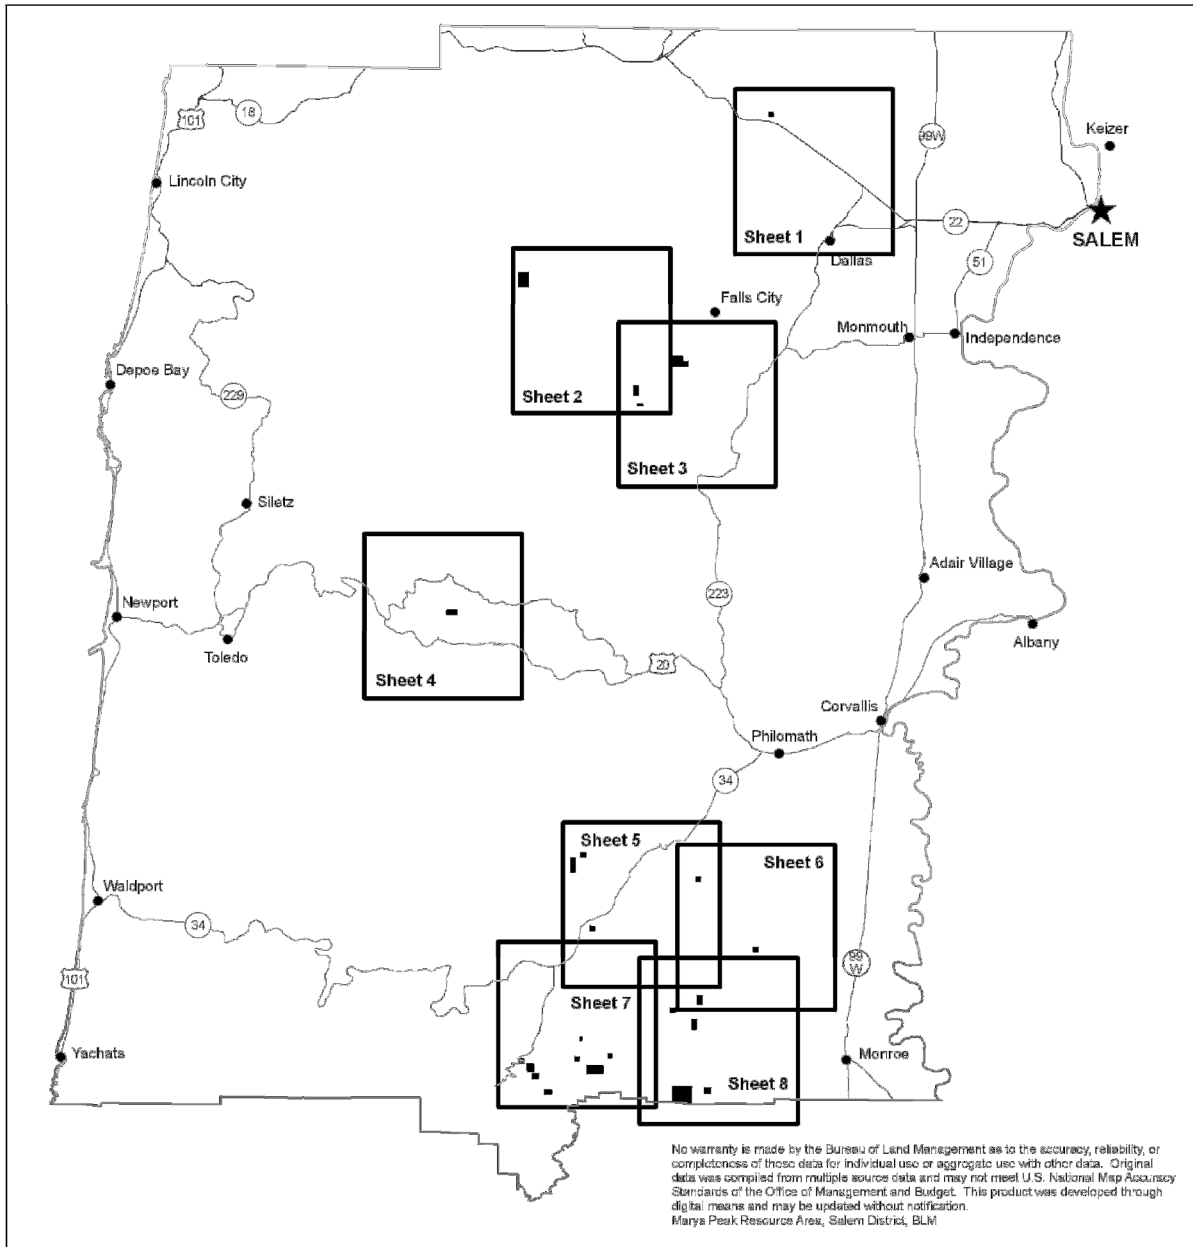 18
101
99W
Keizer
Lincoln City
Sheet 1
22
SALEM
Dallas
51
Falls City
Monmouth
Independence
Depoe Bay
229
Sheet 2
Sheet 3
Siletz
Adair Village
223
Newport
Albany
Toledo
20
Sheet 4
Corvallis
Philomath
34
Sheet 5
Sheet 6
Waldport
34
99
W
101
Sheet 7
Yachats
Monroe
Sheet 8
No warranty is made by the Bureau of Land Management as to the accuracy, reliability, or
completeness of these data for individual use or aggregate use with other data. Original
data was compiled from multiple source data and may not meet U.S. National Map Accuracy
Standards of the Office of Management and Budget. This product was developed through
digital means and may be updated without notification.
Marys Peak Resource Area, Salem District, BLM